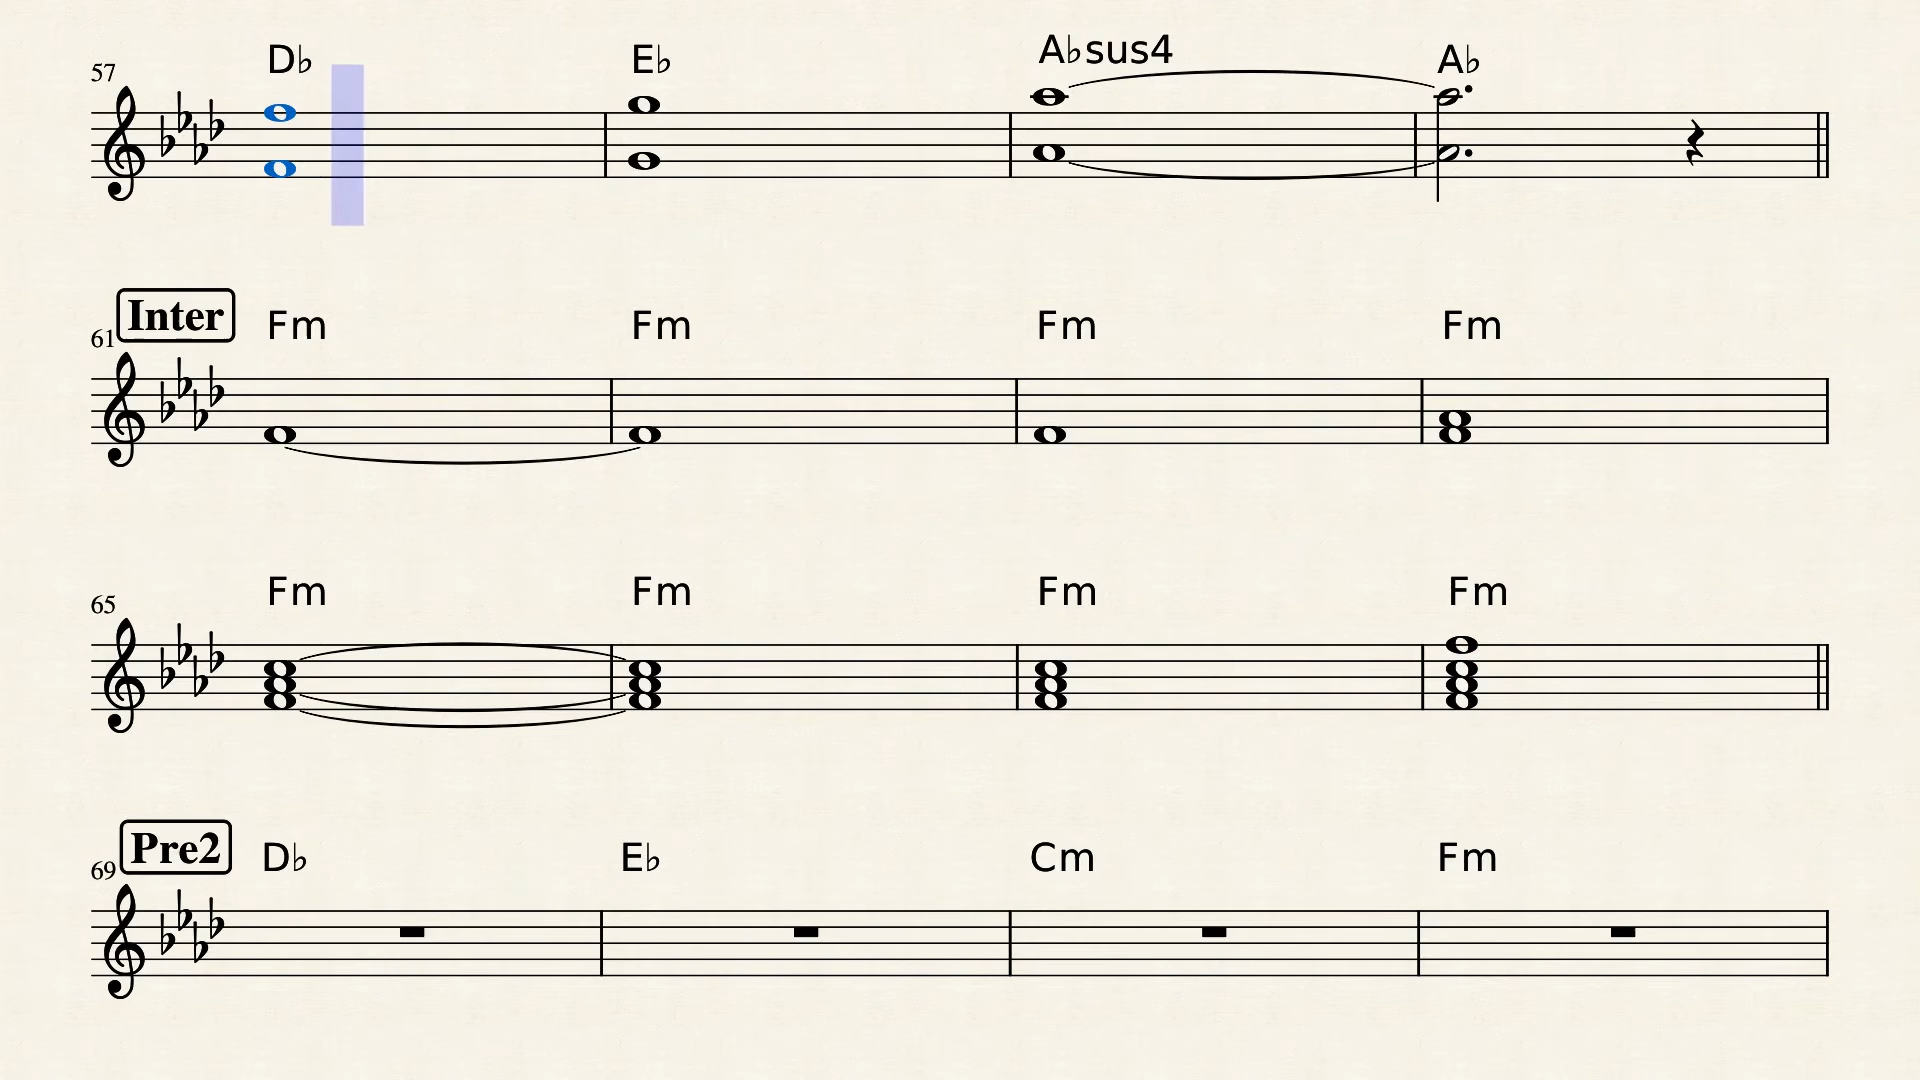 D♭ E♭ A♭sus4 A♭
57
Inter Fm Fm Fm Fm
61
Fm Fm Fm Fm
65
Pre2 D♭ E♭ Cm Fm
69